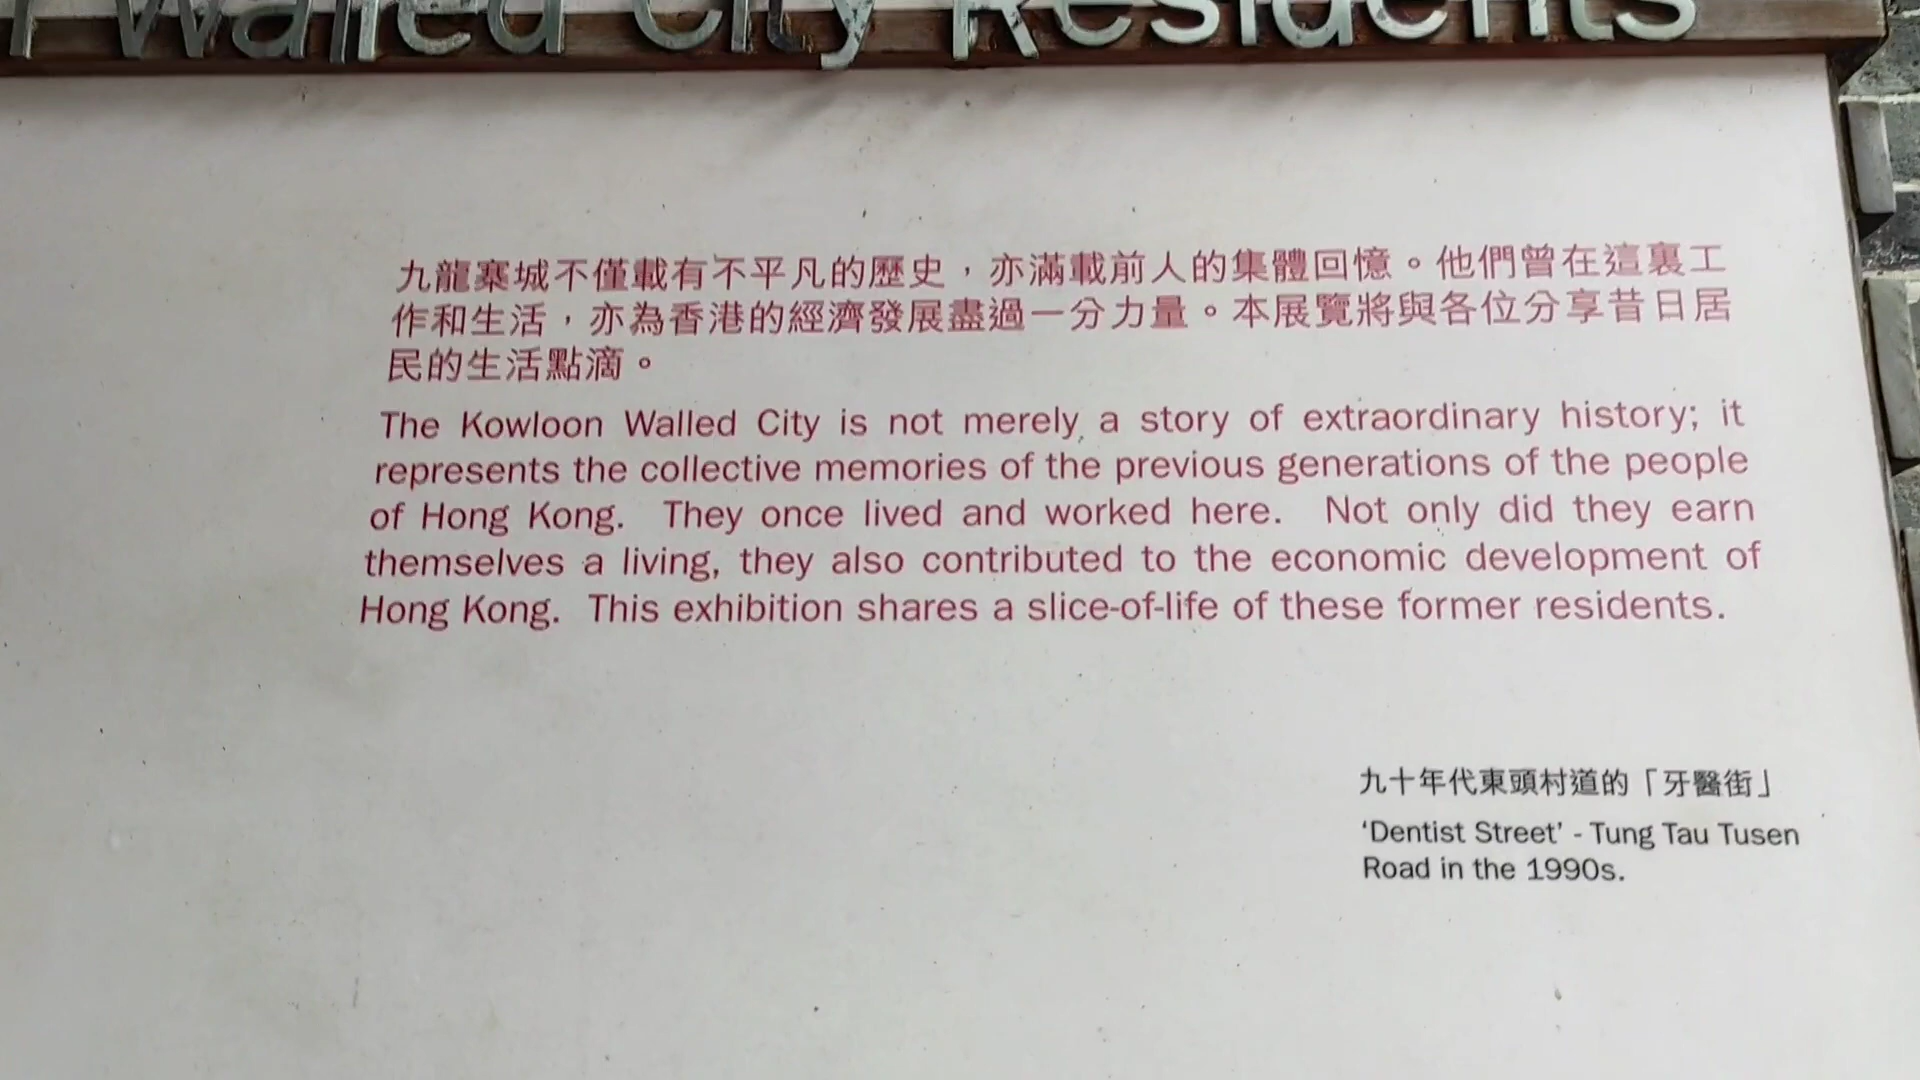 Walled City Residents
九龍寨城不僅載有不平凡的歷史，亦滿載前人的集體回憶。他們曾在這裏工
作和生活，亦為香港的經濟發展盡過一分力量。本展覽將與各位分享昔日居
民的生活點滴。
The Kowloon Walled City is not merely a story of extraordinary history; it
represents the collective memories of the previous generations of the people
of Hong Kong. They once lived and worked here. Not only did they earn
themselves a living, they also contributed to the economic development of
Hong Kong. This exhibition shares a slice-of-life of these former residents.
九十年代東頭村道的「牙醫街」
‘Dentist Street’ - Tung Tau Tusen
Road in the 1990s.